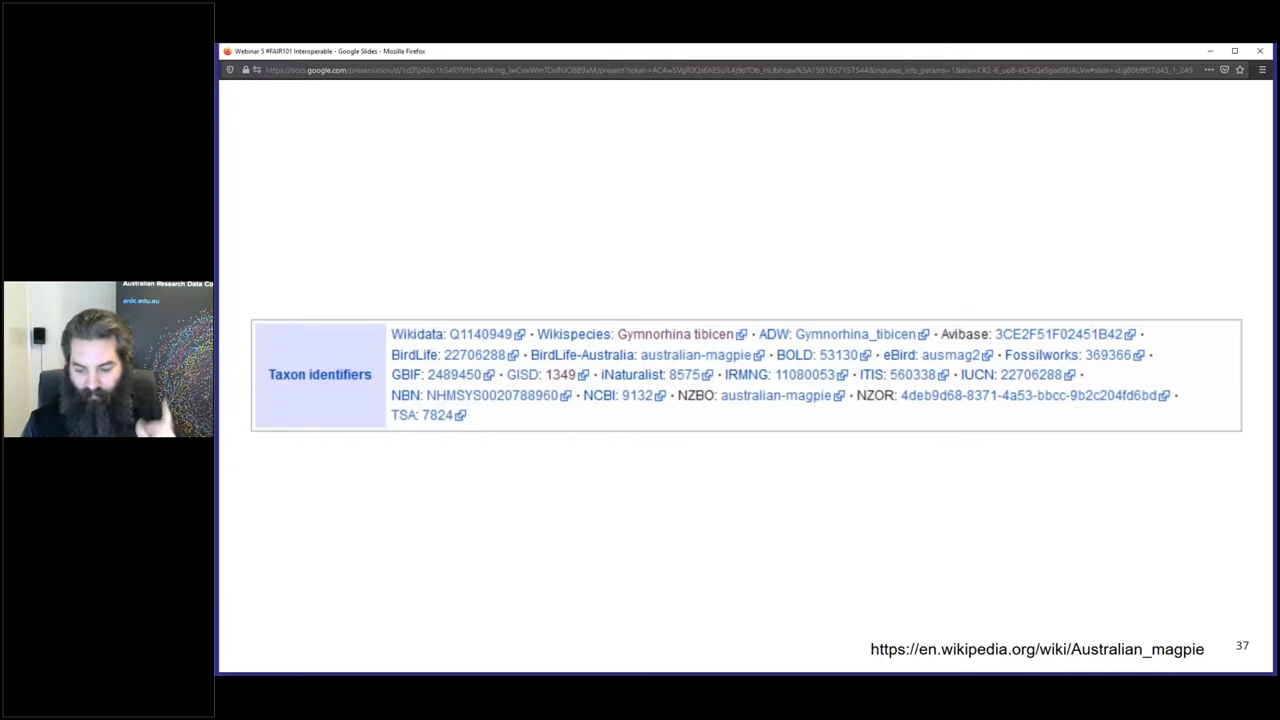 Webinar 5 #FAIR101 Interoperable - Google Slides - Mozilla Firefox
Australian Research Data Co
ardc.edu.au
Taxon identifiers
Wikidata: Q1140949 · Wikispecies: Gymnorhina tibicen · ADW: Gymnorhina_tibicen · Avibase: 3CE2F51F02451B42 ·
BirdLife: 22706288 · BirdLife-Australia: australian-magpie · BOLD: 53130 · eBird: ausmag2 · Fossilworks: 369366 ·
GBIF: 2489450 · GISD: 1349 · iNaturalist: 8575 · IRMNG: 11080053 · ITIS: 560338 · IUCN: 22706288 ·
NBN: NHMSYS0020788960 · NCBI: 9132 · NZBO: australian-magpie · NZOR: 4deb9d68-8371-4a53-bbcc-9b2c204fd6bd ·
TSA: 7824
https://en.wikipedia.org/wiki/Australian_magpie
37